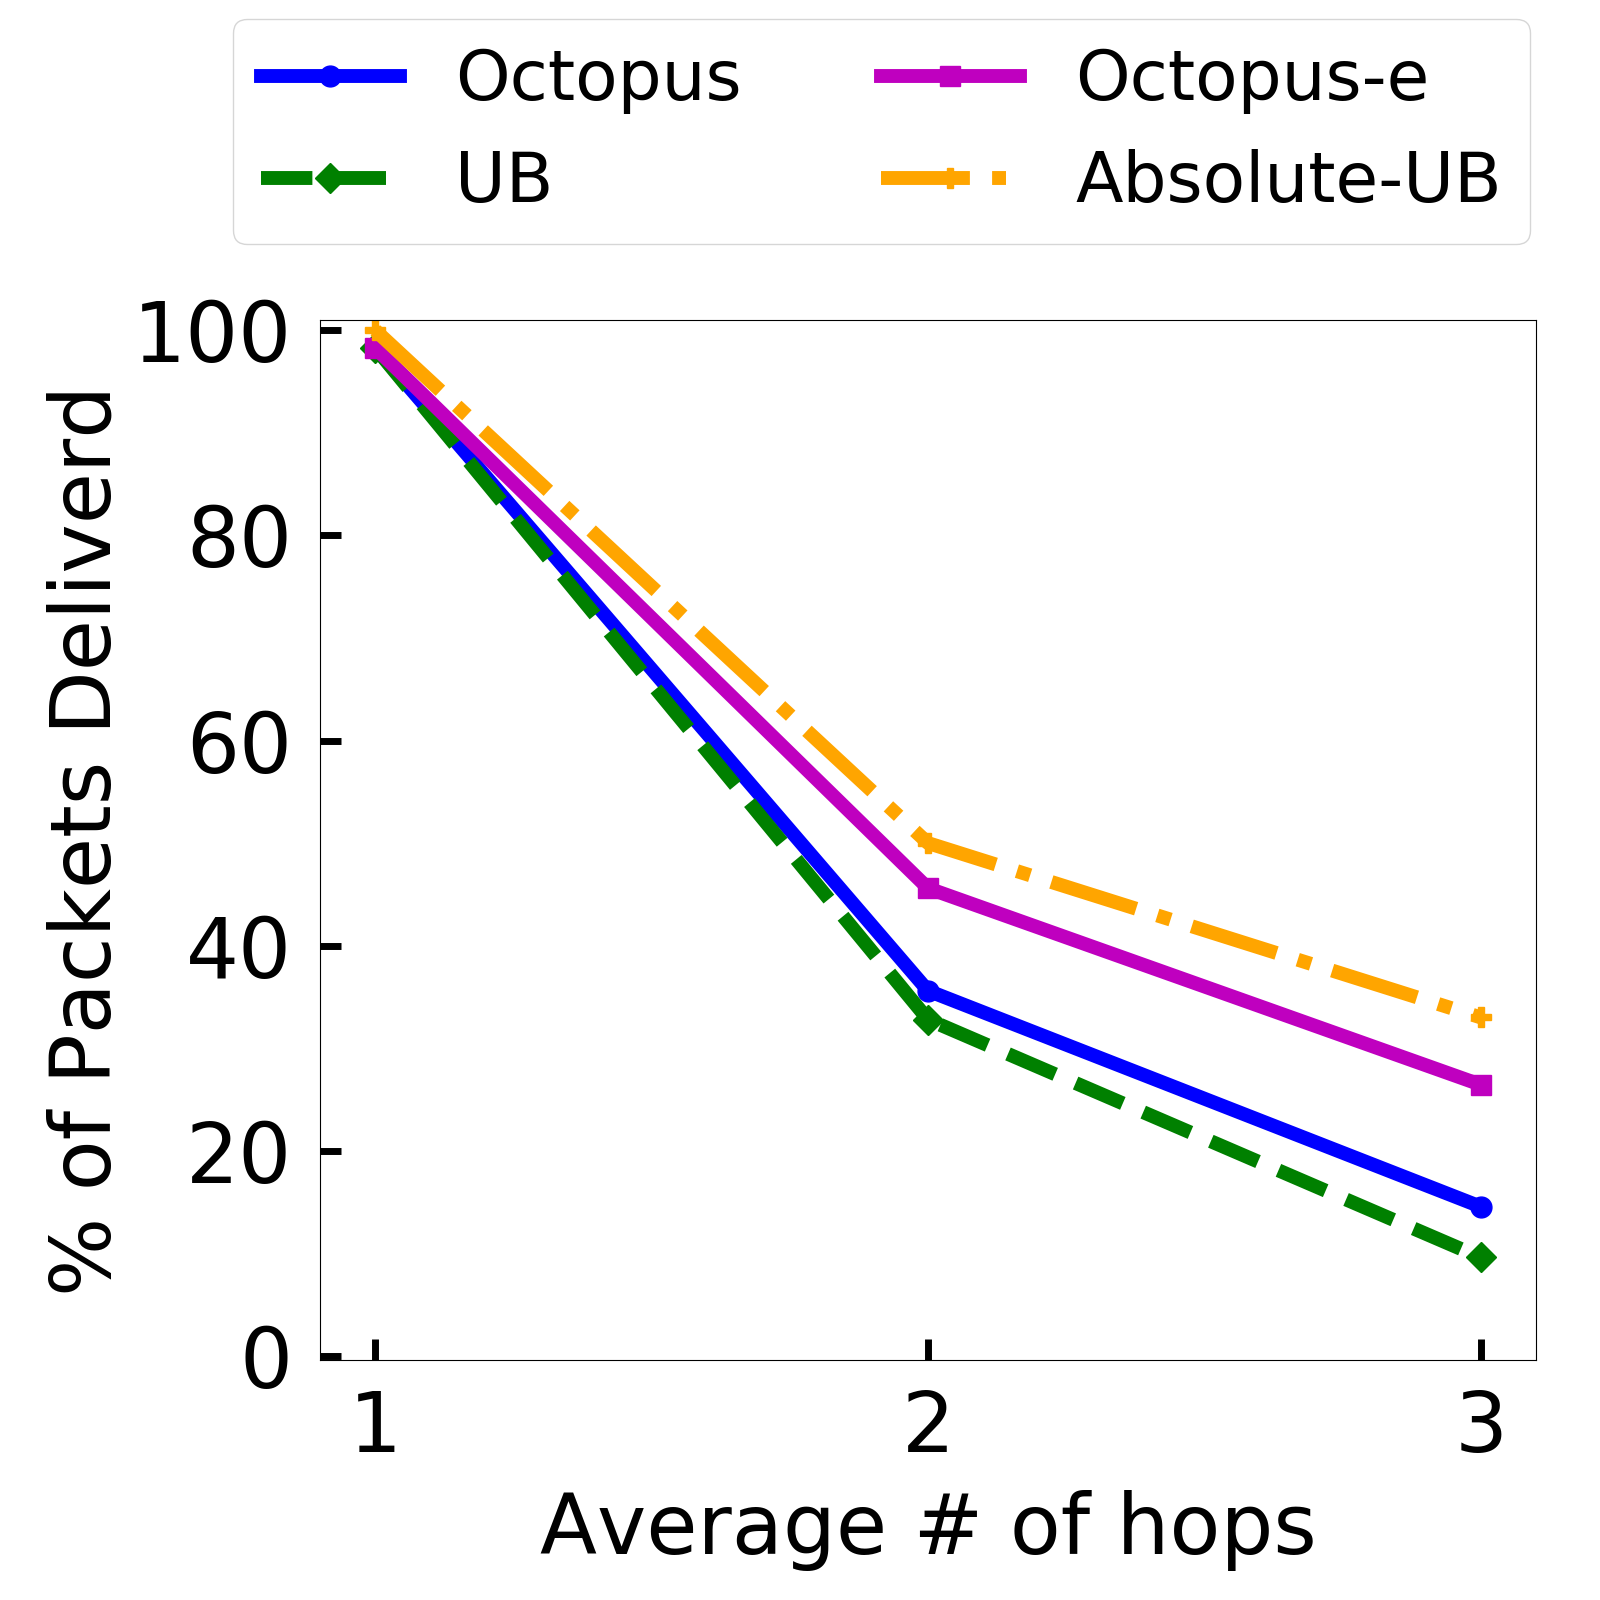 Octopus
Octopus-e
UB
Absolute-UB
100
80
60
40
20
0
% of Packets Deliverd
1
2
3
Average # of hops